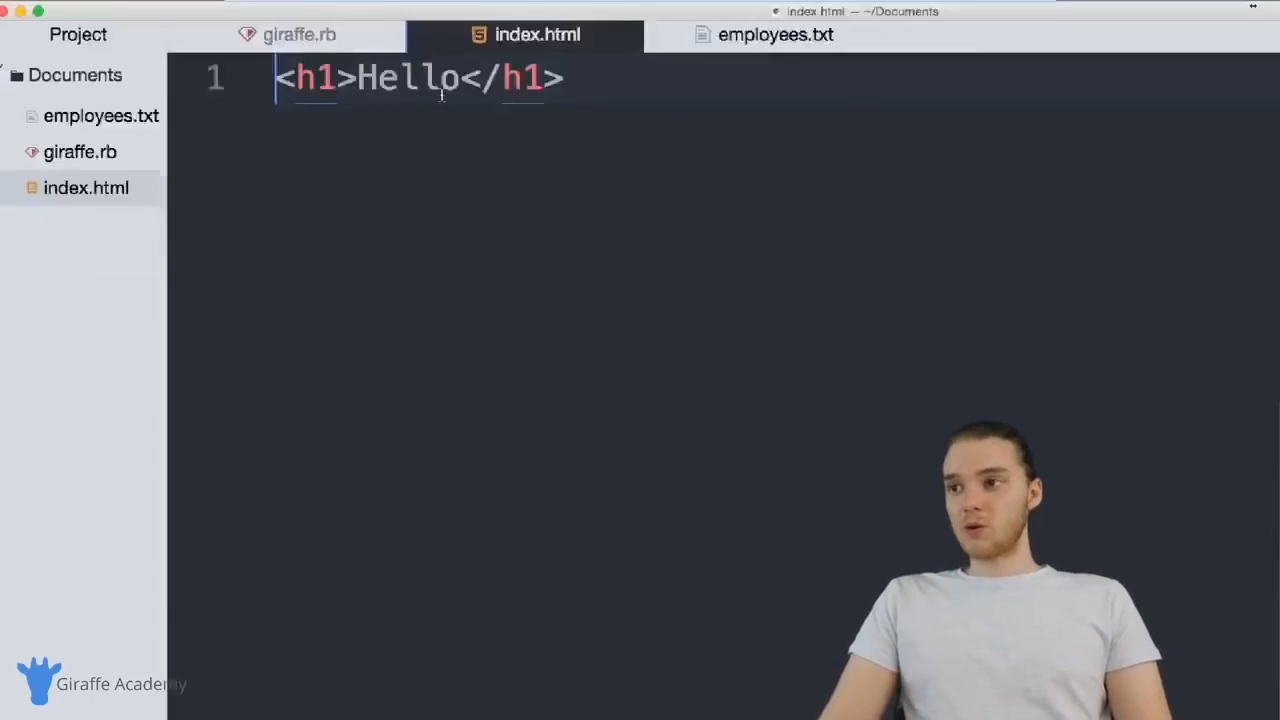 index html — ~/Documents
Project
giraffe.rb
index.html
employees.txt
Documents
employees.txt
giraffe.rb
index.html
1
<h1>Hello</h1>
Giraffe Academy